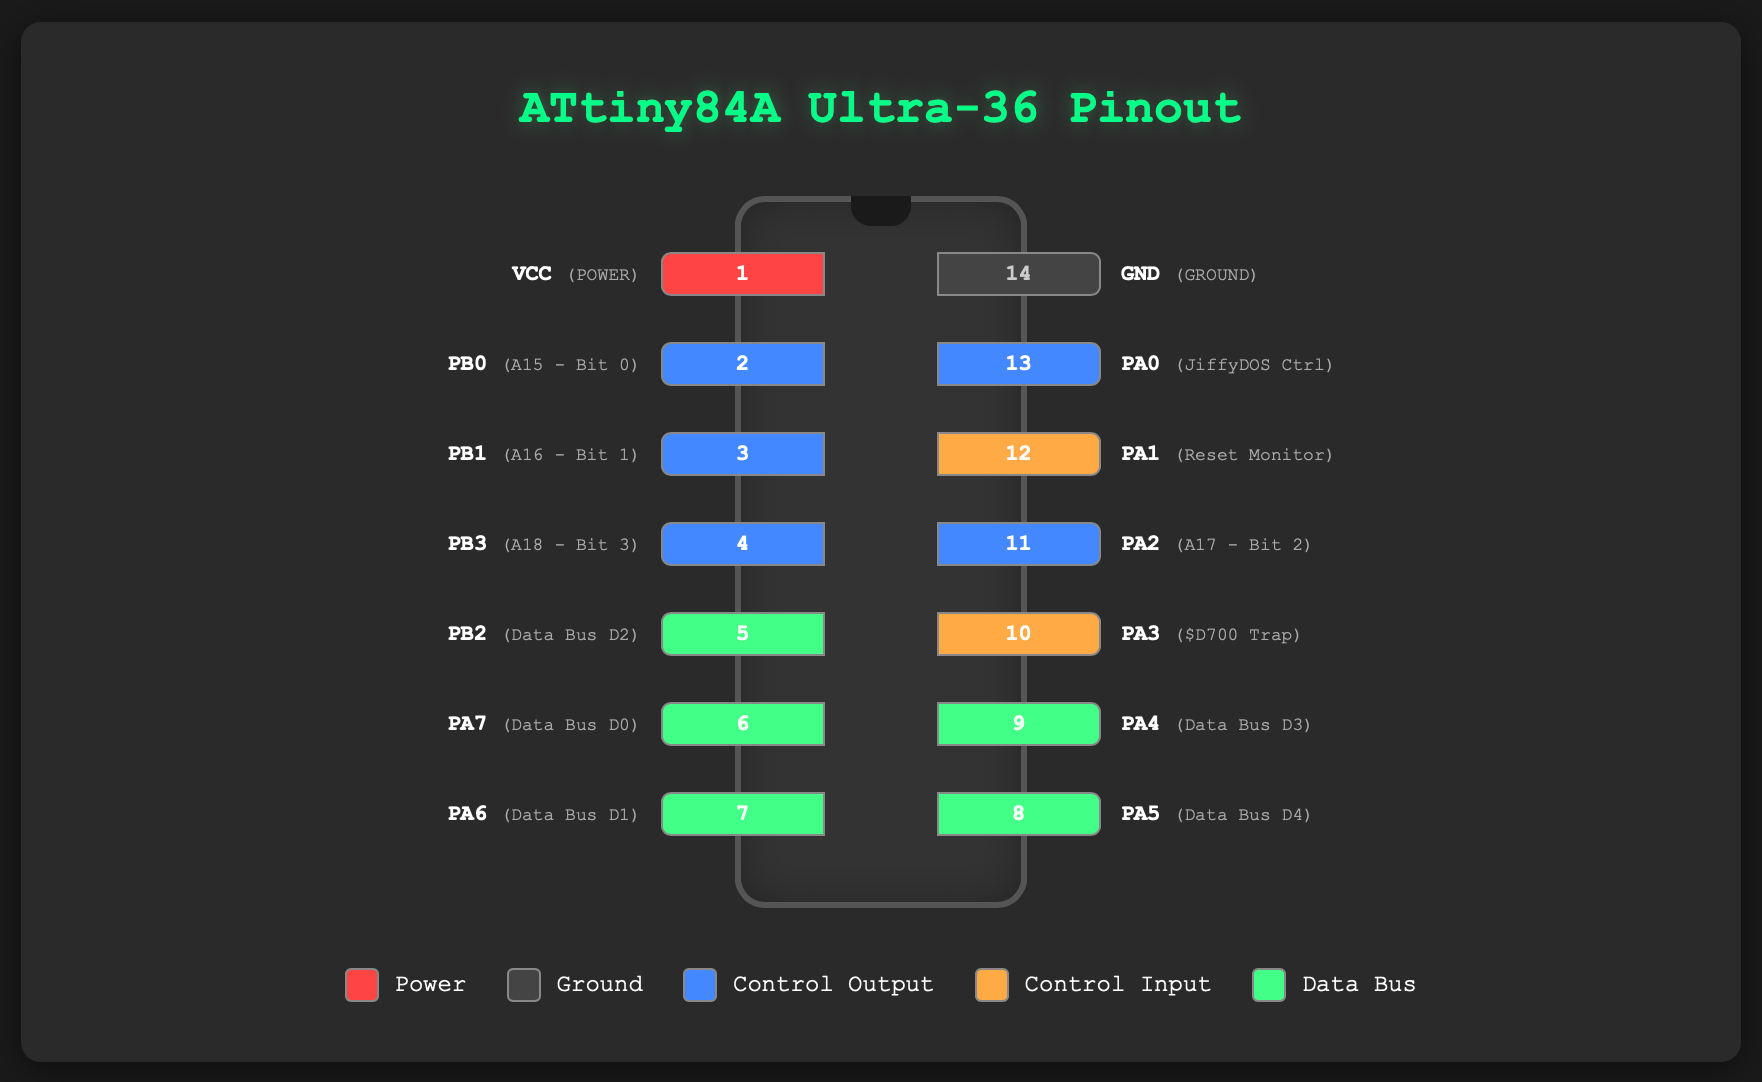 ATtiny84A Ultra-36 Pinout
VCC (POWER) 1 14 GND (GROUND)
PB0 (A15 - Bit 0) 2 13 PA0 (JiffyDOS Ctrl)
PB1 (A16 - Bit 1) 3 12 PA1 (Reset Monitor)
PB3 (A18 - Bit 3) 4 11 PA2 (A17 - Bit 2)
PB2 (Data Bus D2) 5 10 PA3 ($D700 Trap)
PA7 (Data Bus D0) 6 9 PA4 (Data Bus D3)
PA6 (Data Bus D1) 7 8 PA5 (Data Bus D4)
Power Ground Control Output Control Input Data Bus